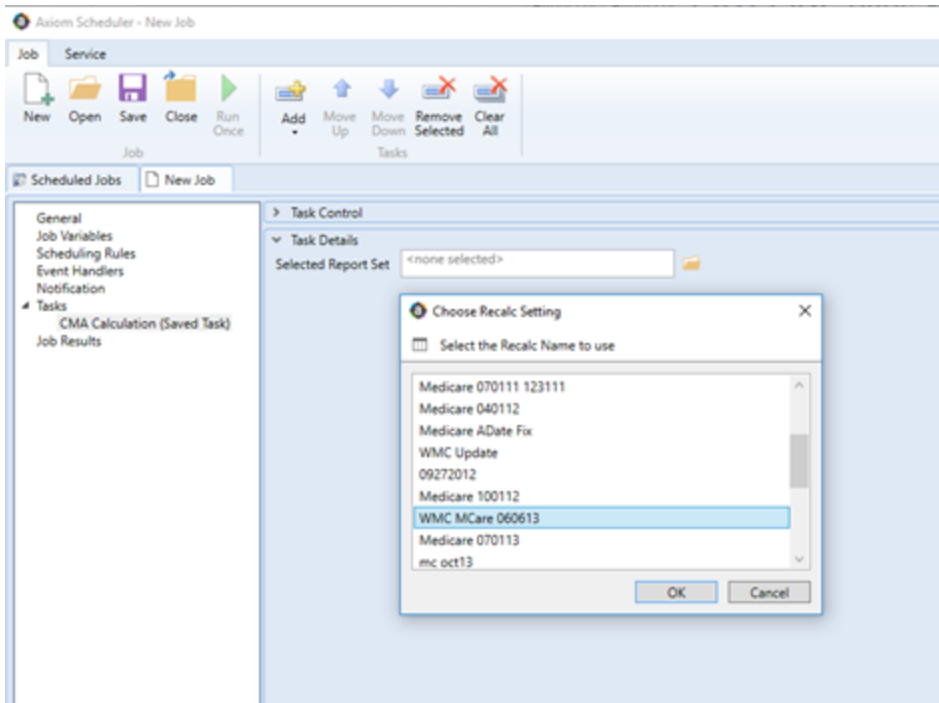 Axiom Scheduler - New Job
Job Service
New Open Save Close Run Once Add Move Up Move Down Remove Selected Clear All
Job Tasks
Scheduled Jobs New Job
General
Job Variables
Scheduling Rules
Event Handlers
Notification
Tasks
CMA Calculation (Saved Task)
Job Results
Task Control
Task Details
Selected Report Set <none selected>
Choose Recalc Setting
Select the Recalc Name to use
Medicare 070111 123111
Medicare 040112
Medicare ADate Fix
WMC Update
09272012
Medicare 100112
WMC MCare 060613
Medicare 070113
mc oct13
OK Cancel